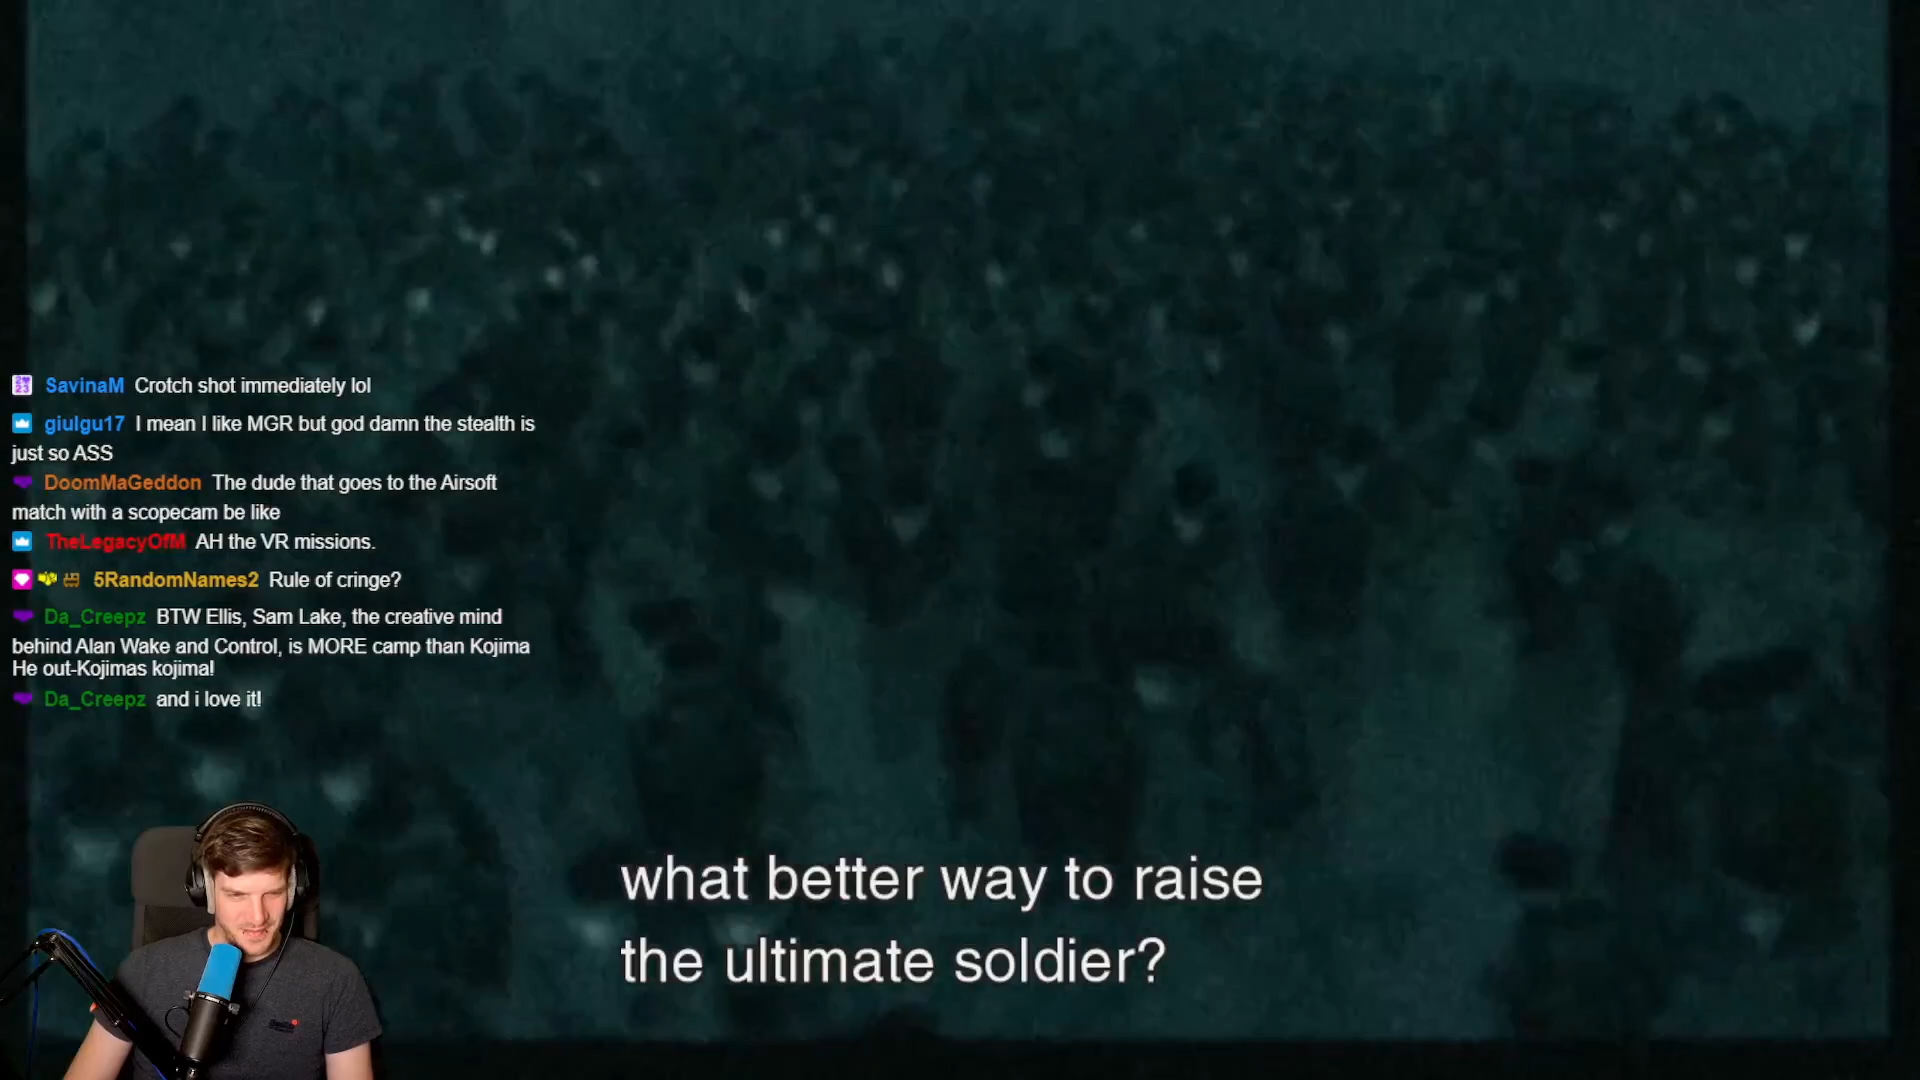 SavinaM Crotch shot immediately lol
giulgu17 I mean I like MGR but god damn the stealth is
just so ASS
DoomMaGeddon The dude that goes to the Airsoft
match with a scopecam be like
TheLegacyOfM AH the VR missions.
5RandomNames2 Rule of cringe?
Da_Creepz BTW Ellis, Sam Lake, the creative mind
behind Alan Wake and Control, is MORE camp than Kojima
He out-Kojimas kojima!
Da_Creepz and i love it!
what better way to raise
the ultimate soldier?